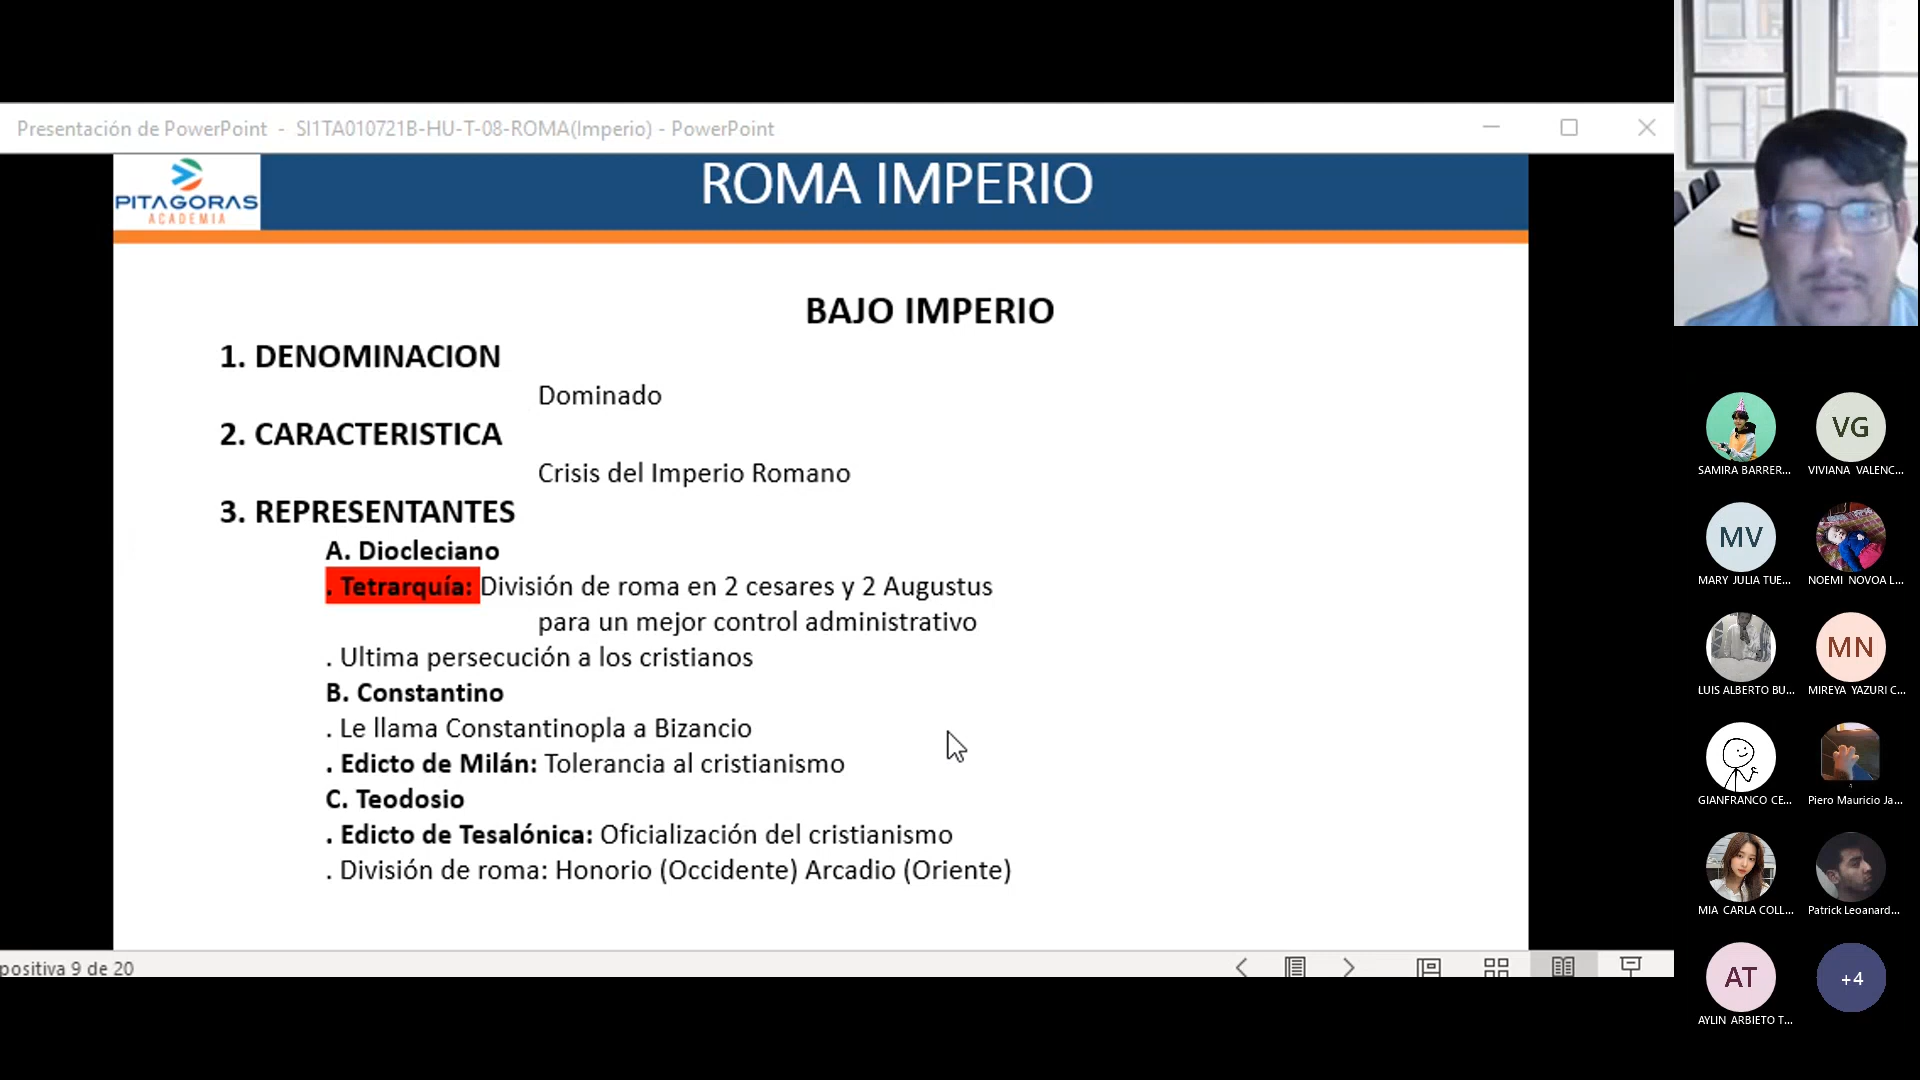 Presentación de PowerPoint - SI1TA010721B-HU-T-08-ROMA(Imperio) - PowerPoint
PITAGORAS
ACADEMIA
ROMA IMPERIO
BAJO IMPERIO
1. DENOMINACION
Dominado
2. CARACTERISTICA
Crisis del Imperio Romano
3. REPRESENTANTES
A. Diocleciano
. Tetrarquía: División de roma en 2 cesares y 2 Augustus
para un mejor control administrativo
. Ultima persecución a los cristianos
B. Constantino
. Le llama Constantinopla a Bizancio
. Edicto de Milán: Tolerancia al cristianismo
C. Teodosio
. Edicto de Tesalónica: Oficialización del cristianismo
. División de roma: Honorio (Occidente) Arcadio (Oriente)
positiva 9 de 20
SAMIRA BARRER...
VG
VIVIANA VALENC...
MV
MARY JULIA TUE...
NOEMI NOVOA L...
LUIS ALBERTO BU...
MN
MIREYA YAZURI C...
GIANFRANCO CE...
Piero Mauricio Ja...
MIA CARLA COLL...
Patrick Leoanard...
AT
AYLIN ARBIETO T...
+4